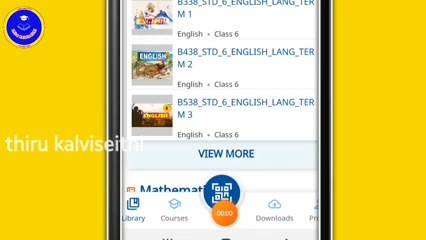 B338_STD_6_ENGLISH_LANG_TER
M 1
English • Class 6
ENGLISH
B438_STD_6_ENGLISH_LANG_TER
M 2
English • Class 6
ENGLISH
B538_STD_6_ENGLISH_LANG_TER
M 3
English • Class 6
thiru kalviseithi
VIEW MORE
Mathemati
00:00
Library
Courses
Downloads
Pr